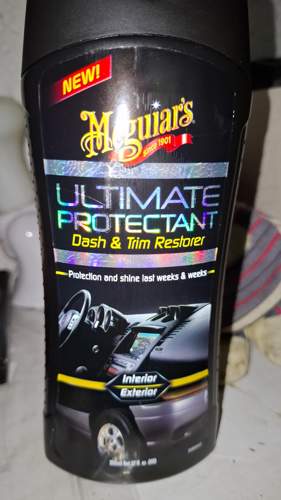 NEW!
Meguiar's
SINCE 1901
ULTIMATE
PROTECTANT
Dash & Trim Restorer
Protection and shine last weeks & weeks
Interior
Exterior